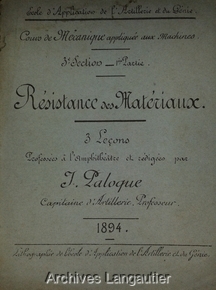 École d'Application de l'Artillerie et du Génie.
Cours de Mécanique appliquée aux Machines
3e Section — 1ère Partie.
Résistance des Matériaux.
3 Leçons
Professées à l'Amphithéâtre et rédigées par
J. Paloque
Capitaine d'Artillerie, Professeur.
1894.
Lithographie de l'École d'Application de l'Artillerie et du Génie.
Archives Langautier